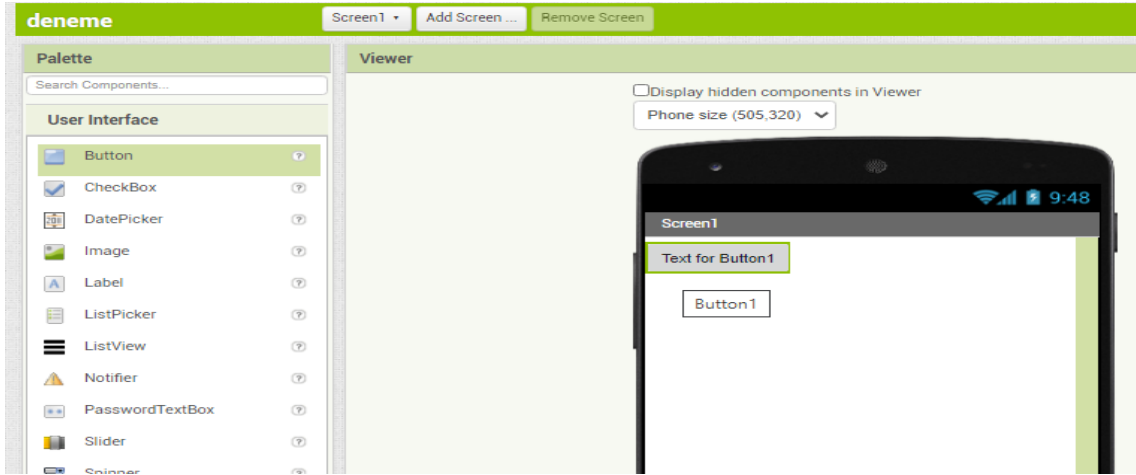 deneme
Screen1
Add Screen ...
Remove Screen
Palette
Search Components...
User Interface
Button
?
CheckBox
?
DatePicker
?
Image
?
Label
?
ListPicker
?
ListView
?
Notifier
?
PasswordTextBox
?
Slider
?
Spinner
?
Viewer
Display hidden components in Viewer
Phone size (505,320)
9:48
Screen1
Text for Button1
Button1